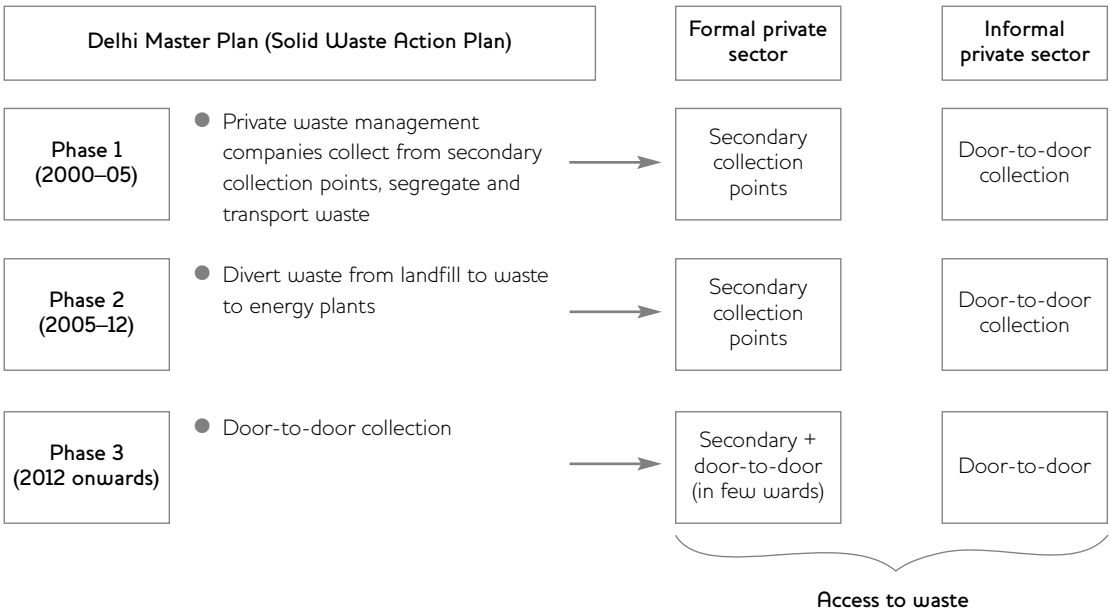 Delhi Master Plan (Solid Waste Action Plan)
Formal private
sector
Informal
private sector
Phase 1
(2000–05)
● Private waste management
companies collect from secondary
collection points, segregate and
transport waste
Secondary
collection
points
Door-to-door
collection
Phase 2
(2005–12)
● Divert waste from landfill to waste
to energy plants
Secondary
collection
points
Door-to-door
collection
Phase 3
(2012 onwards)
● Door-to-door collection
Secondary +
door-to-door
(in few wards)
Door-to-door
Access to waste